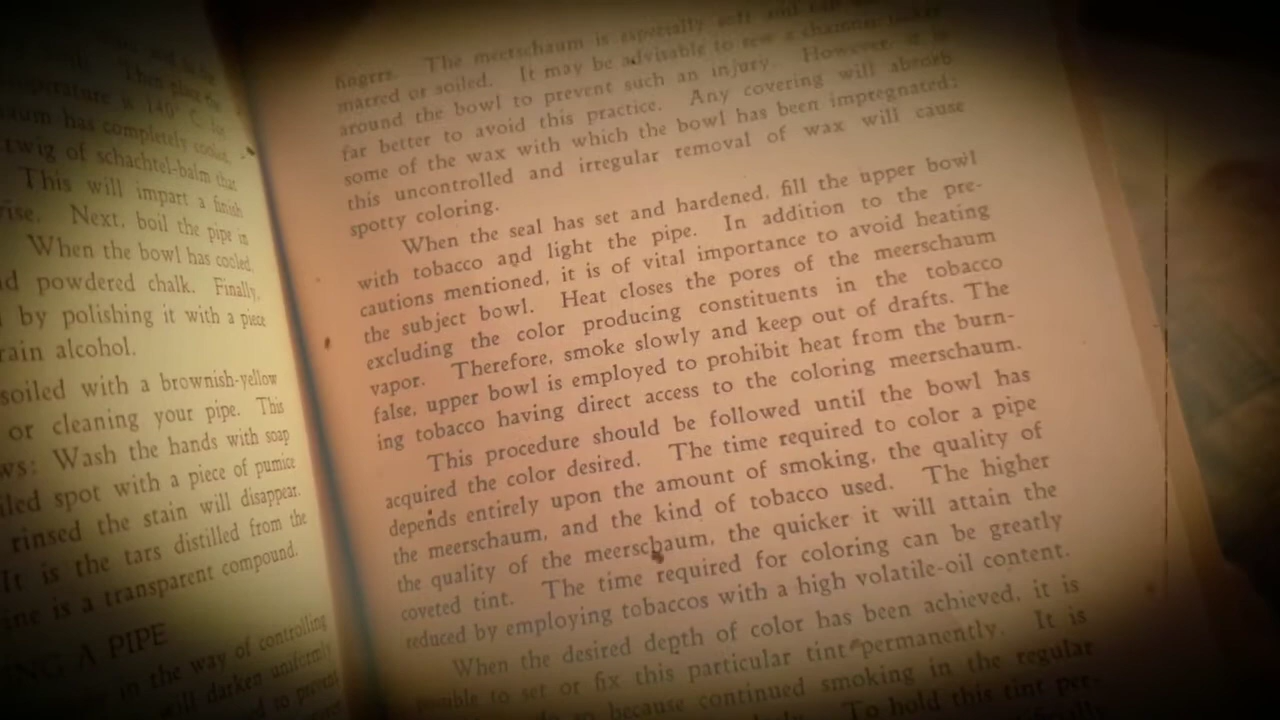 Then place the
temperature is 140° C. for
has completely cooled,
twig of schachtel-balm that
This will impart a finish
Next, boil the pipe in
When the bowl has cooled,
powdered chalk. Finally,
by polishing it with a piece
alcohol.
soiled with a brownish-yellow
or cleaning your pipe. This
Wash the hands with soap
spot with a piece of pumice
rinsed the stain will disappear.
It is the tars distilled from the
is a transparent compound.
A PIPE
in the way of controlling
will darken uniformly
to prevent
fingers. The meerschaum is especially soft and
marred or soiled. It may be advisable to sew a
around the bowl to prevent such an injury. However, it is
far better to avoid this practice. Any covering will absorb
some of the wax with which the bowl has been impregnated;
this uncontrolled and irregular removal of wax will cause
spotty coloring.
When the seal has set and hardened, fill the upper bowl
with tobacco and light the pipe. In addition to the pre-
cautions mentioned, it is of vital importance to avoid heating
the subject bowl. Heat closes the pores of the meerschaum
excluding the color producing constituents in the tobacco
vapor. Therefore, smoke slowly and keep out of drafts. The
false, upper bowl is employed to prohibit heat from the burn-
ing tobacco having direct access to the coloring meerschaum.
This procedure should be followed until the bowl has
acquired the color desired. The time required to color a pipe
depends entirely upon the amount of smoking, the quality of
the meerschaum, and the kind of tobacco used. The higher
the quality of the meerschaum, the quicker it will attain the
coveted tint. The time required for coloring can be greatly
reduced by employing tobaccos with a high volatile-oil content.
When the desired depth of color has been achieved, it is
to set or fix this particular tint permanently. It is
because continued smoking in the regular
To hold this tint per-